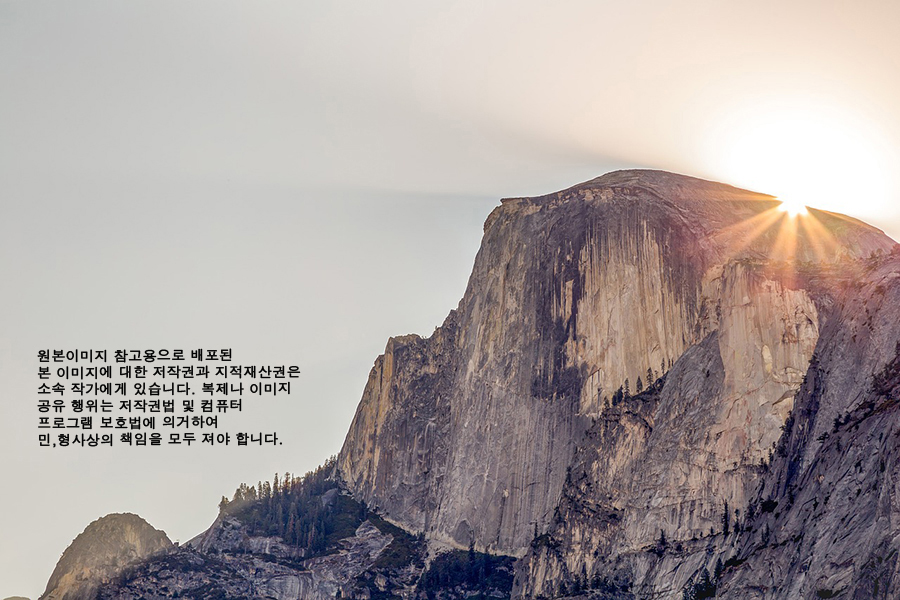 원본이미지 참고용으로 배포된
본 이미지에 대한 저작권과 지적재산권은
소속 작가에게 있습니다. 복제나 이미지
공유 행위는 저작권법 및 컴퓨터
프로그램 보호법에 의거하여
민,형사상의 책임을 모두 져야 합니다.